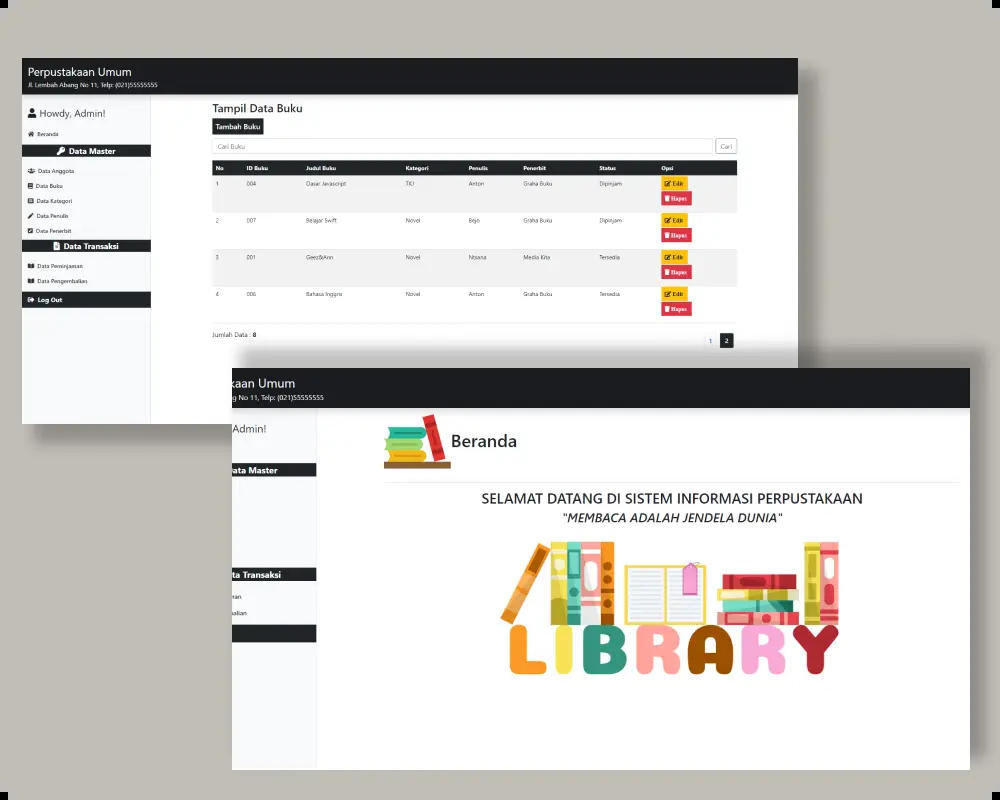 Perpustakaan Umum
Jl. Lembah Abang No 11, Telp: (021)55555555
Howdy, Admin!
Beranda
Data Master
Data Anggota
Data Buku
Data Kategori
Data Penulis
Data Penerbit
Data Transaksi
Data Peminjaman
Data Pengembalian
Log Out
Tampil Data Buku
Tambah Buku
Cari Buku
Cari
No ID Buku Judul Buku Kategori Penulis Penerbit Status Opsi
1 004 Dasar Javascript TKJ Anton Graha Buku Dipinjam Edit
Hapus
2 007 Belajar Swift Novel Bejo Graha Buku Dipinjam Edit
Hapus
3 001 Geez&Ann Novel Ntsana Media Kita Tersedia Edit
Hapus
4 006 Bahasa Inggris Novel Anton Graha Buku Tersedia Edit
Hapus
Jumlah Data : 8
1 2
kaan Umum
g No 11, Telp: (021)55555555
Admin!
ata Master
ta Transaksi
man
alian
Beranda
SELAMAT DATANG DI SISTEM INFORMASI PERPUSTAKAAN
"MEMBACA ADALAH JENDELA DUNIA"
LIBRARY